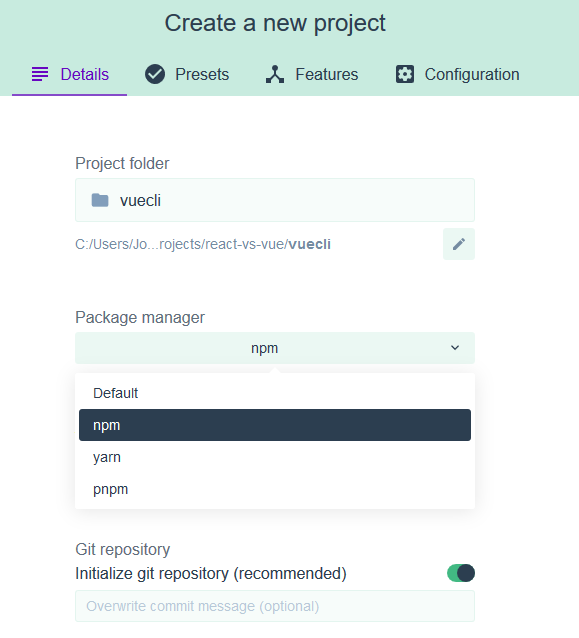 Create a new project
Details Presets Features Configuration
Project folder
vuecli
C:/Users/Jo...rojects/react-vs-vue/vuecli
Package manager
npm
Default
npm
yarn
pnpm
Git repository
Initialize git repository (recommended)
Overwrite commit message (optional)